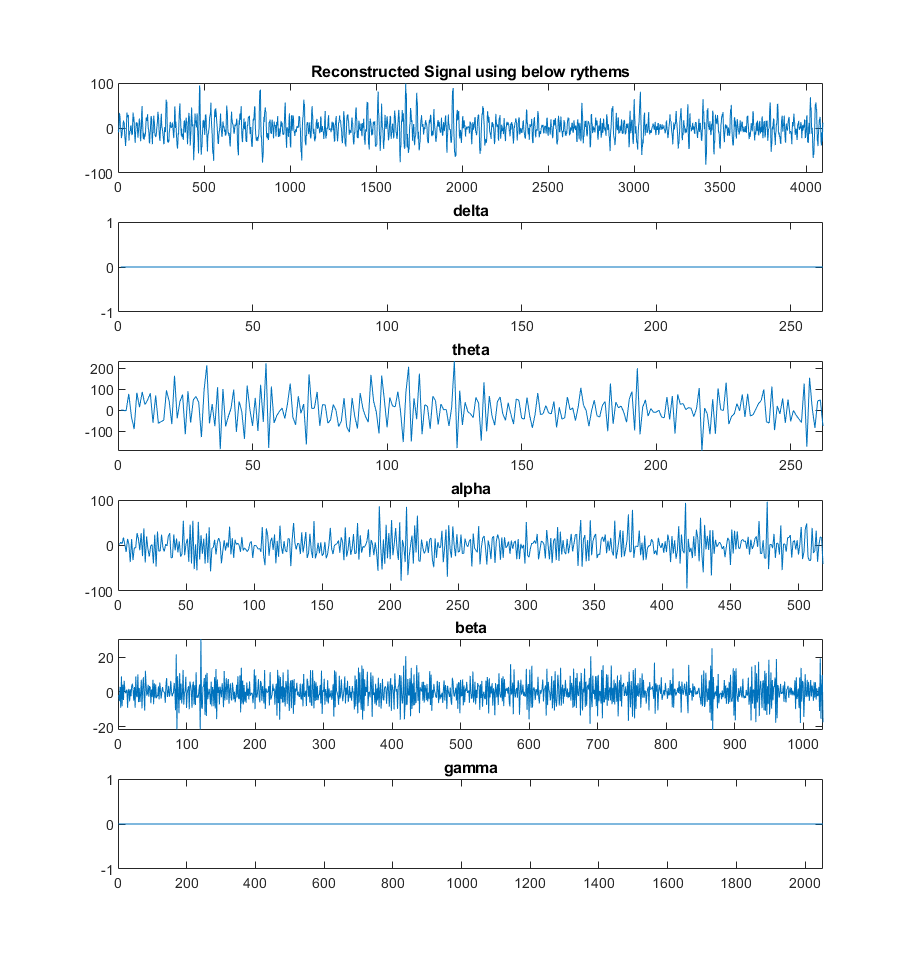 Reconstructed Signal using below rythems
100
0
-100
0 500 1000 1500 2000 2500 3000 3500 4000
delta
1
0
-1
0 50 100 150 200 250
theta
200
100
0
-100
0 50 100 150 200 250
alpha
100
0
-100
0 50 100 150 200 250 300 350 400 450 500
beta
20
0
-20
0 100 200 300 400 500 600 700 800 900 1000
gamma
1
0
-1
0 200 400 600 800 1000 1200 1400 1600 1800 2000